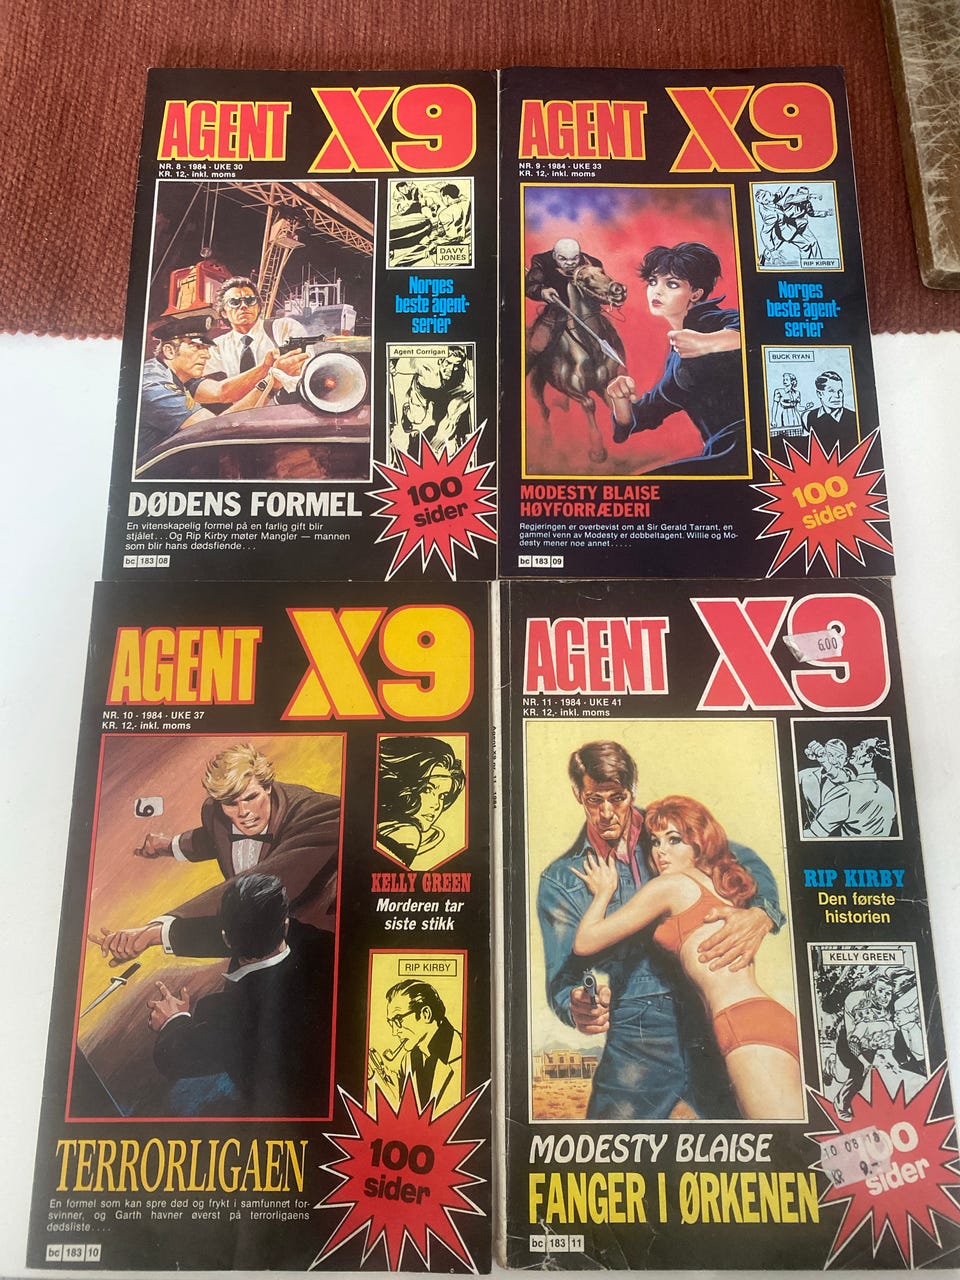 AGENT X9
NR. 8 - 1984 - UKE 30
KR. 12,- inkl. moms
DAVY
JONES
Norges
beste agent-
serier
Agent Corrigan
100
sider
DØDENS FORMEL
En vitenskapelig formel på en farlig gift blir
stjålet... Og Rip Kirby møter Mangler — mannen
som blir hans dødsfiende...
bc 183 08
AGENT X9
NR. 9 - 1984 - UKE 33
KR. 12,- inkl. moms
RIP KIRBY
Norges
beste agent-
serier
BUCK RYAN
100
sider
MODESTY BLAISE
HØYFORRÆDERI
Regjeringen er overbevist om at Sir Gerald Tarrant, en
gammel venn av Modesty er dobbeltagent. Willie og Mo-
desty mener noe annet.....
bc 183 09
AGENT X9
NR. 10 - 1984 - UKE 37
KR. 12,- inkl. moms
KELLY GREEN
Morderen tar
siste stikk
RIP KIRBY
100
sider
TERRORLIGAEN
En formel som kan spre død og frykt i samfunnet for-
svinner, og Garth havner øverst på terrorligaens
dødsliste....
bc 183 10
Agent X9 nr. 11 - 1984
AGENT X9
6.00
NR. 11 - 1984 - UKE 41
KR. 12,- inkl. moms
RIP KIRBY
Den første
historien
KELLY GREEN
sider
MODESTY BLAISE
FANGER I ØRKENEN
bc 183 11